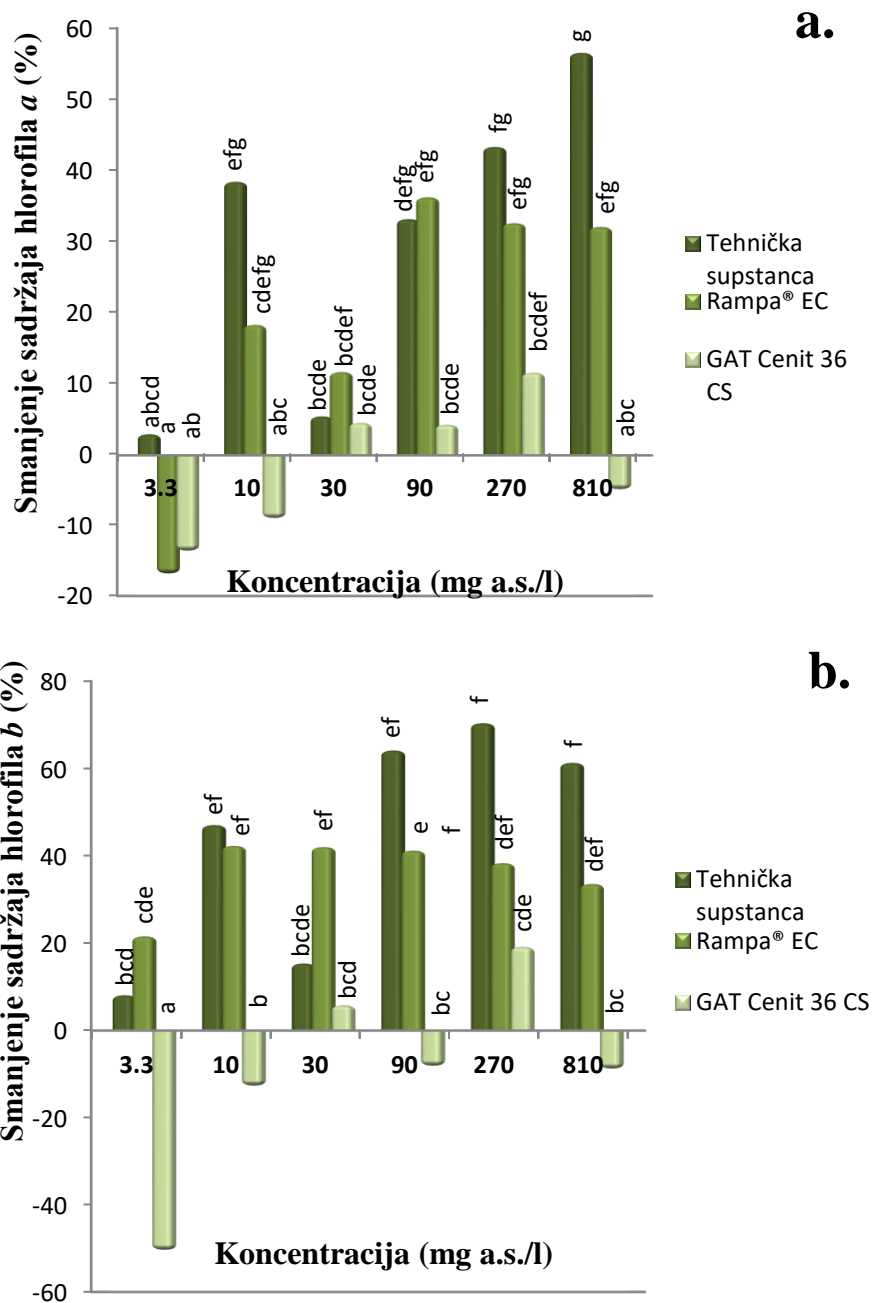 a.
Smanjenje sadržaja hlorofila a (%)
60
50
40
30
20
10
0
-10
-20
abcd
a
ab
efg
cdefg
abc
bcde
bcdef
bcde
defg
efg
bcde
fg
efg
bcdef
g
efg
abc
3.3
10
30
90
270
810
Koncentracija (mg a.s./l)
Tehnička
supstanca
Rampa® EC
GAT Cenit 36
CS
b.
Smanjenje sadržaja hlorofila b (%)
80
60
40
20
0
-20
-40
-60
bcd
cde
a
ef
ef
b
bcde
ef
bcd
ef
e
f
bc
f
def
cde
f
def
bc
3.3
10
30
90
270
810
Koncentracija (mg a.s./l)
Tehnička
supstanca
Rampa® EC
GAT Cenit 36 CS